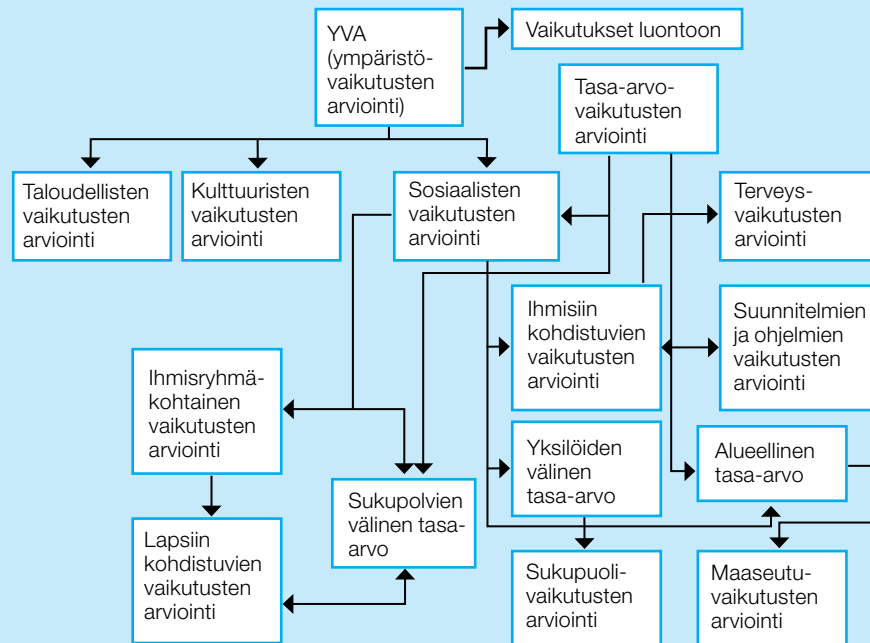 YVA
(ympäristö-
vaikutusten
arviointi)
Vaikutukset luontoon
Tasa-arvo-
vaikutusten
arviointi
Taloudellisten
vaikutusten
arviointi
Kulttuuristen
vaikutusten
arviointi
Sosiaalisten
vaikutusten
arviointi
Terveys-
vaikutusten
arviointi
Ihmisiin
kohdistuvien
vaikutusten
arviointi
Suunnitelmien
ja ohjelmien
vaikutusten
arviointi
Ihmisryhmä-
kohtainen
vaikutusten
arviointi
Yksilöiden
välinen
tasa-arvo
Alueellinen
tasa-arvo
Sukupolvien
välinen tasa-
arvo
Lapsiin
kohdistuvien
vaikutusten
arviointi
Sukupuoli-
vaikutusten
arviointi
Maaseutu-
vaikutusten
arviointi